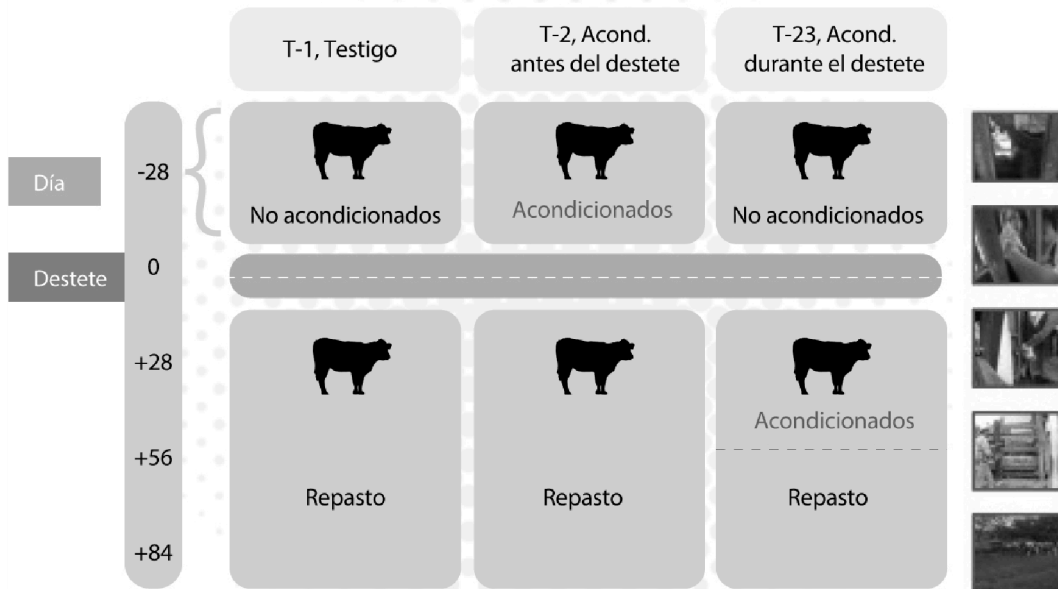 T-1, Testigo
T-2, Acond.
antes del destete
T-23, Acond.
durante el destete
Día
-28
No acondicionados
Acondicionados
No acondicionados
Destete
0
+28
Acondicionados
+56
Repasto
Repasto
Repasto
+84